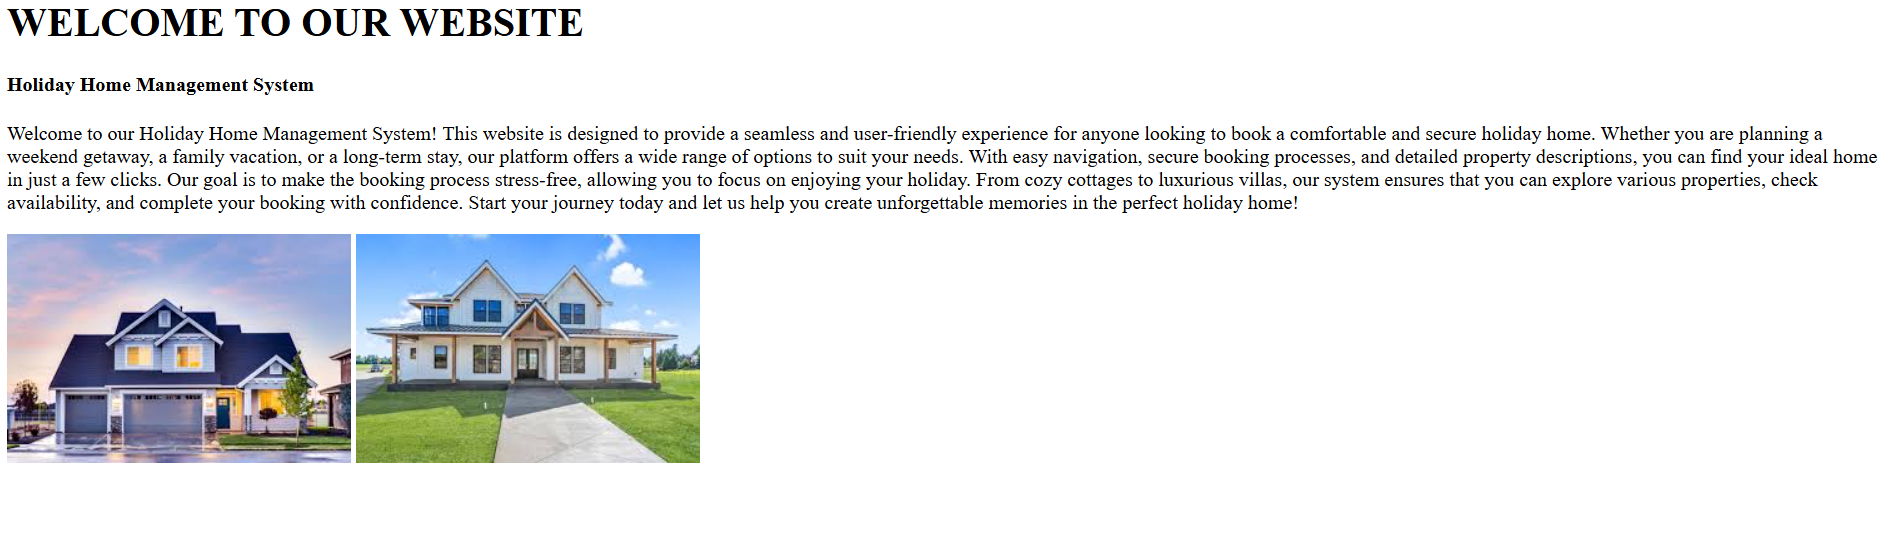 WELCOME TO OUR WEBSITE
Holiday Home Management System
Welcome to our Holiday Home Management System! This website is designed to provide a seamless and user-friendly experience for anyone looking to book a comfortable and secure holiday home. Whether you are planning a
weekend getaway, a family vacation, or a long-term stay, our platform offers a wide range of options to suit your needs. With easy navigation, secure booking processes, and detailed property descriptions, you can find your ideal home
in just a few clicks. Our goal is to make the booking process stress-free, allowing you to focus on enjoying your holiday. From cozy cottages to luxurious villas, our system ensures that you can explore various properties, check
availability, and complete your booking with confidence. Start your journey today and let us help you create unforgettable memories in the perfect holiday home!